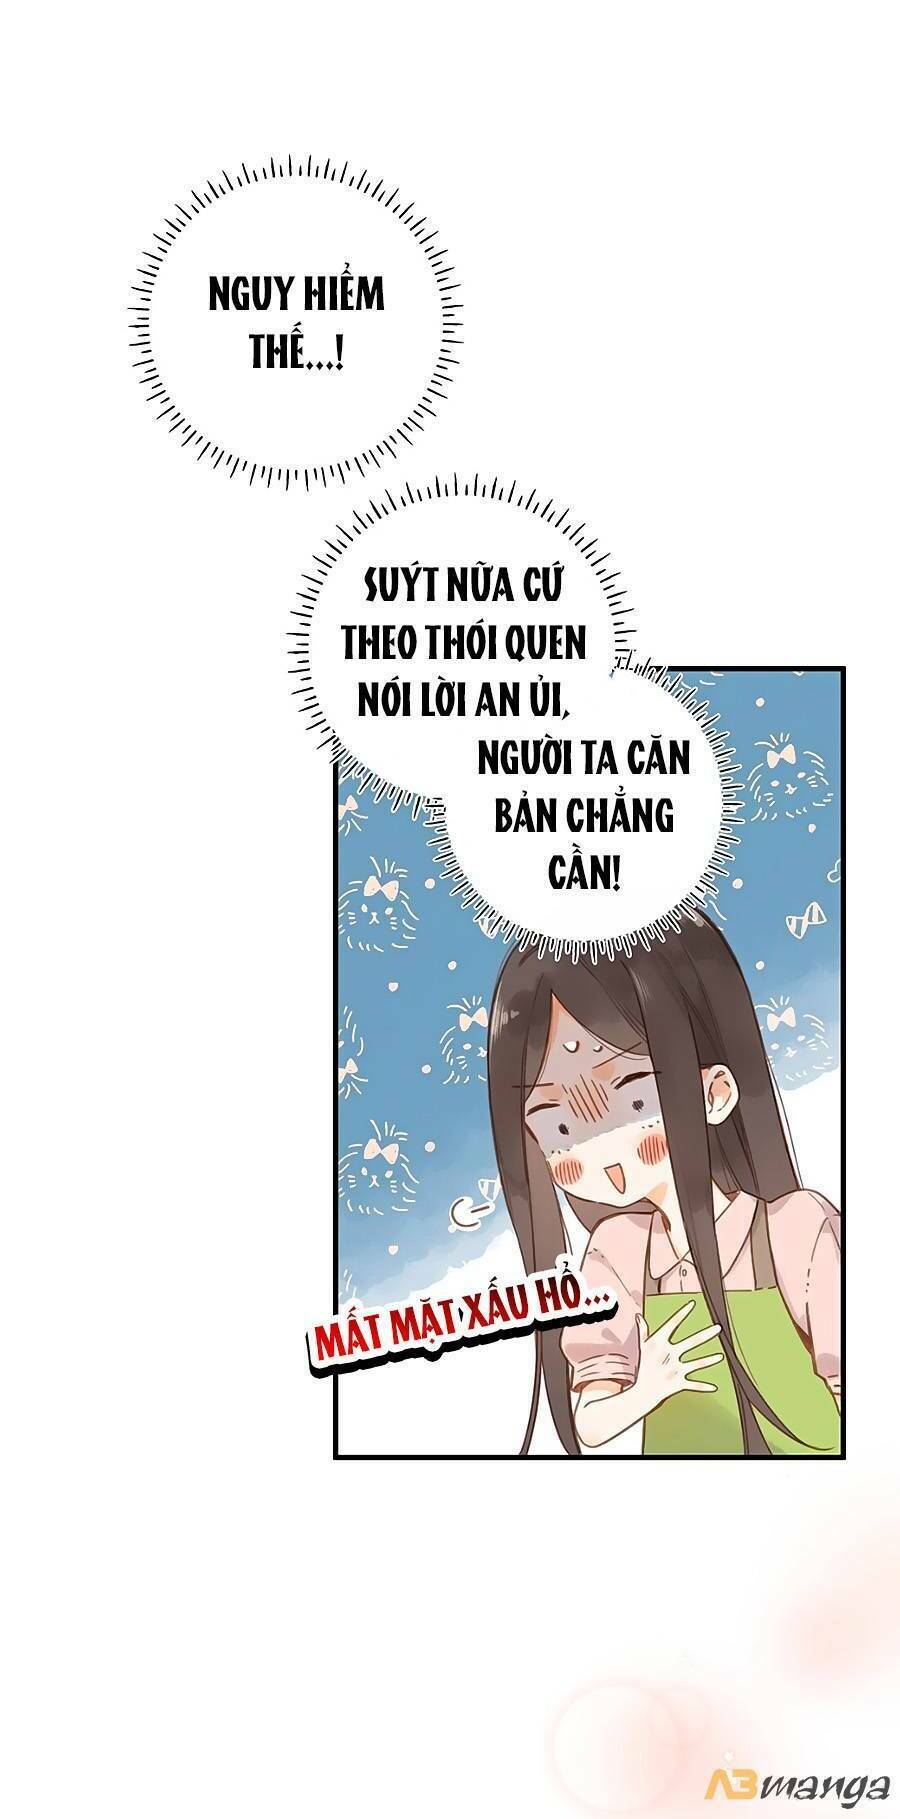 NGUY HIỂM
THẾ...!
SUÝT NỮA CỨ
THEO THÓI QUEN
NÓI LỜI AN ỦI,
NGƯỜI TA CĂN
BẢN CHẲNG
CẦN!
MẤT MẶT XẤU HỔ...
A3manga